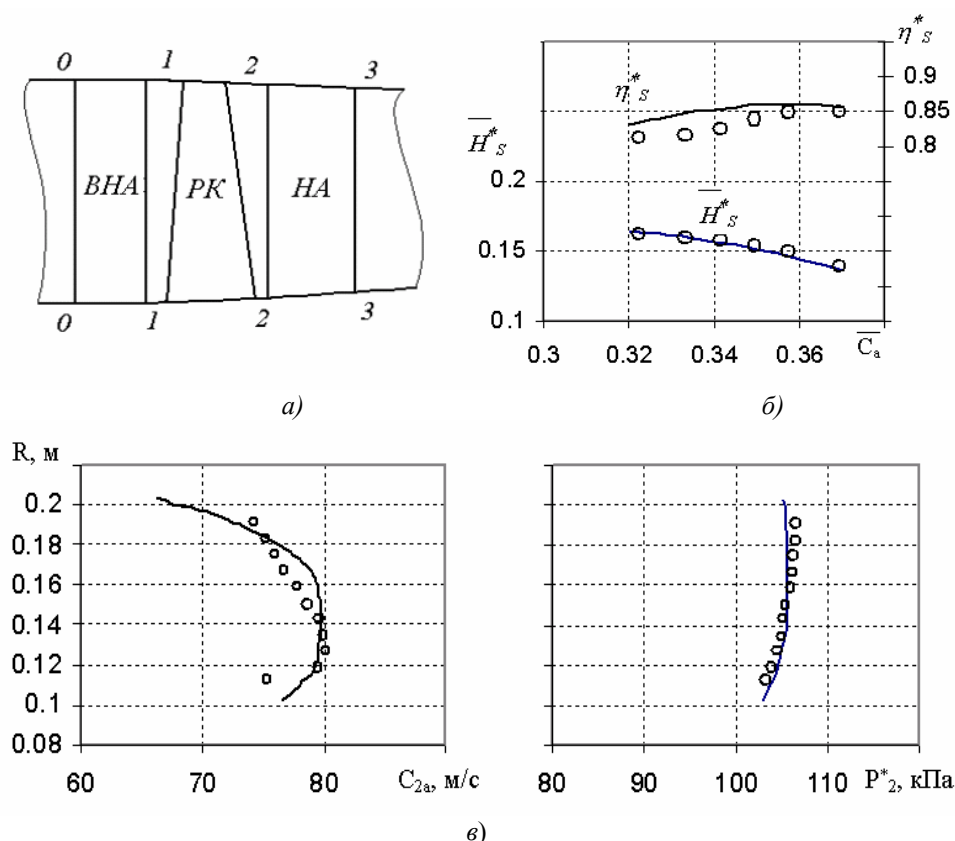 0 1 2 3
ВНА РК НА
0 1 2 3
а)
η*S
0.9
η*S
0.85
H*S
0.8
0.2
H*S
0.15
0.1
0.3 0.32 0.34 0.36 Ca
б)
R, м
0.2
0.18
0.16
0.14
0.12
0.1
0.08
60 70 80 C2a, м/с
80 90 100 110 P*2, кПа
в)